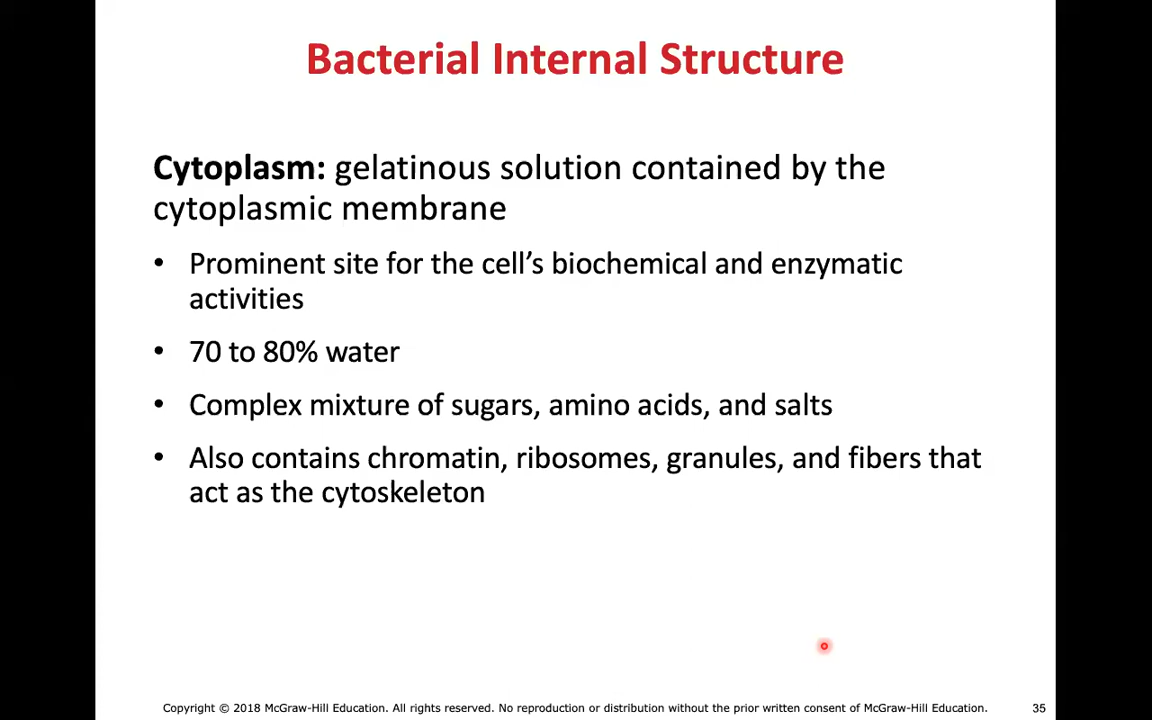 Bacterial Internal Structure
Cytoplasm: gelatinous solution contained by the
cytoplasmic membrane
• Prominent site for the cell’s biochemical and enzymatic
activities
• 70 to 80% water
• Complex mixture of sugars, amino acids, and salts
• Also contains chromatin, ribosomes, granules, and fibers that
act as the cytoskeleton
Copyright © 2018 McGraw-Hill Education. All rights reserved. No reproduction or distribution without the prior written consent of McGraw-Hill Education. 35